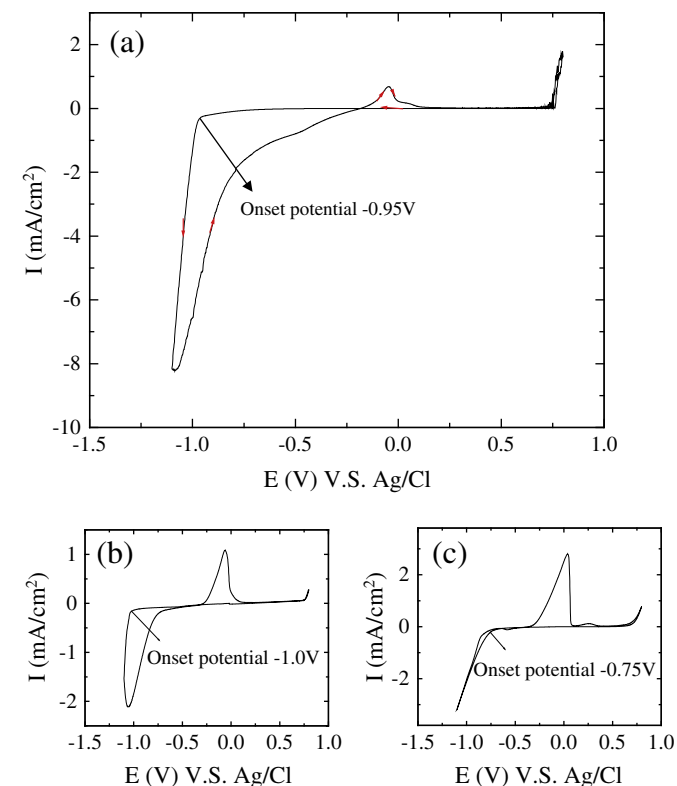 (a)
2
0
-2
-4
-6
-8
-10
I (mA/cm²)
Onset potential -0.95V
-1.5 -1.0 -0.5 0.0 0.5 1.0
E (V) V.S. Ag/Cl
(b)
1
0
-1
-2
I (mA/cm²)
Onset potential -1.0V
-1.5 -1.0 -0.5 0.0 0.5 1.0
E (V) V.S. Ag/Cl
(c)
2
0
-2
I (mA/cm²)
Onset potential -0.75V
-1.5 -1.0 -0.5 0.0 0.5 1.0
E (V) V.S. Ag/Cl